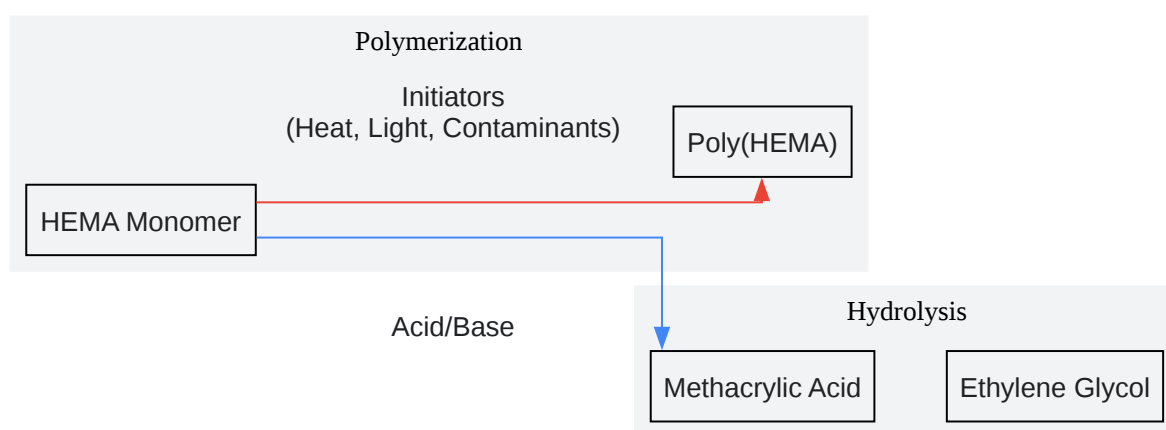 Polymerization
Initiators
(Heat, Light, Contaminants)
Poly(HEMA)
HEMA Monomer
Hydrolysis
Acid/Base
Methacrylic Acid
Ethylene Glycol